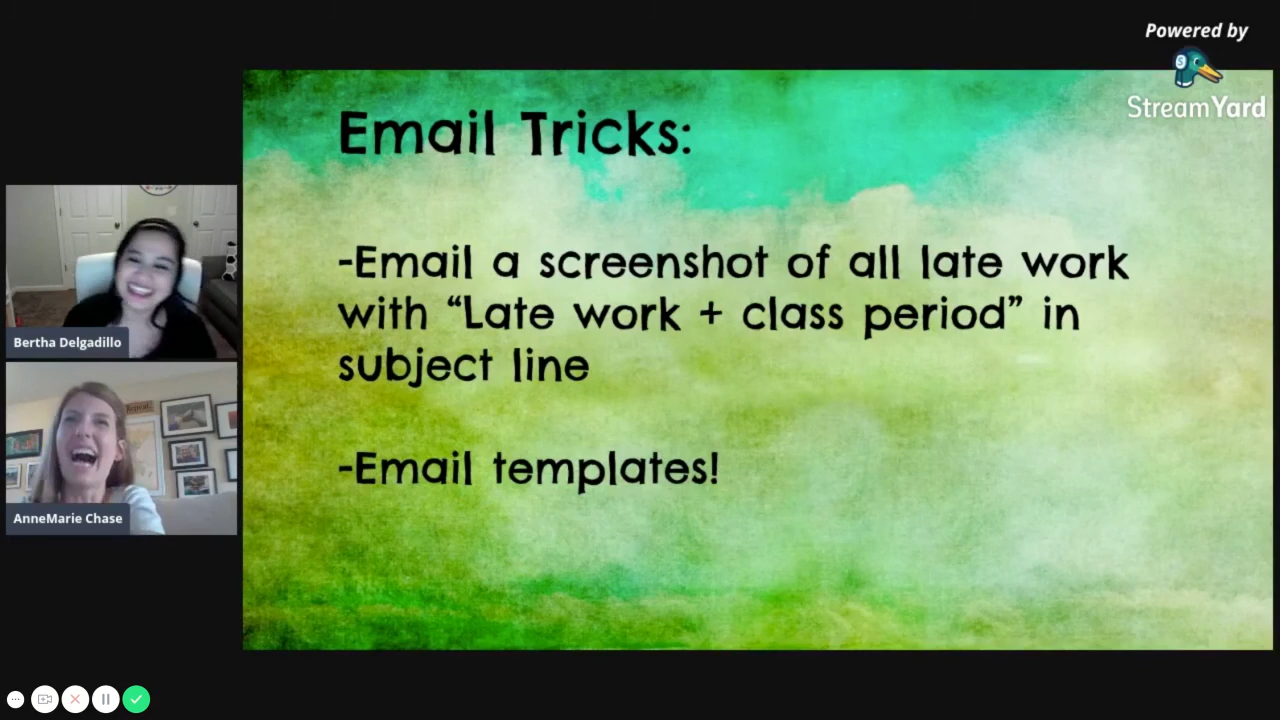 Powered by
StreamYard
Email Tricks:
-Email a screenshot of all late work
with “Late work + class period” in
subject line
-Email templates!
Bertha Delgadillo
AnneMarie Chase